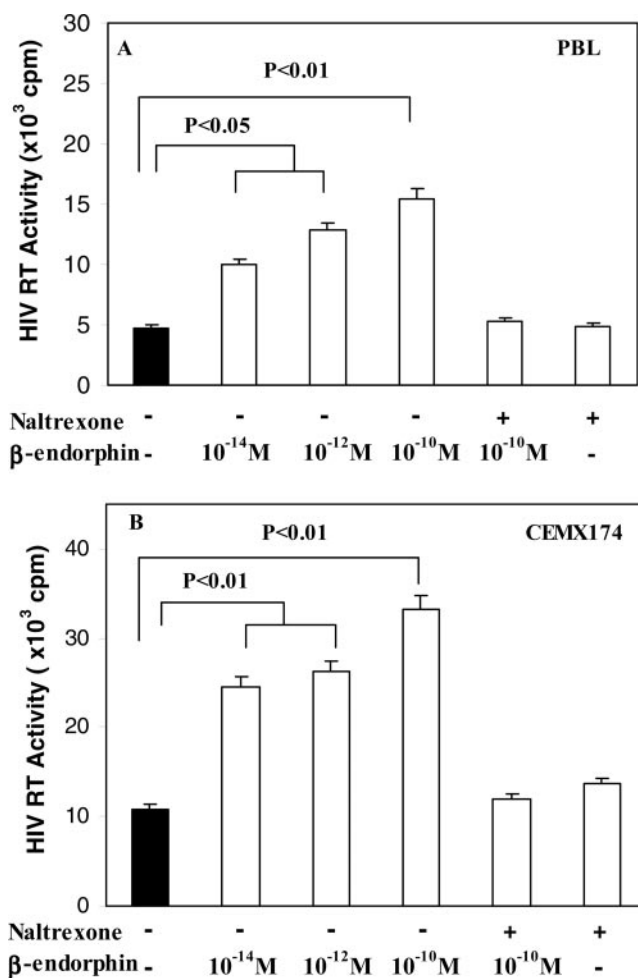 A PBL
30
P<0.01
25
P<0.05
20
15
10
5
0
HIV RT Activity (x10³ cpm)
Naltrexone - - - - + +
β-endorphin - 10⁻¹⁴M 10⁻¹²M 10⁻¹⁰M 10⁻¹⁰M -
B CEMX174
40
P<0.01
P<0.01
30
20
10
0
HIV RT Activity ( x10³ cpm)
Naltrexone - - - - + +
β-endorphin - 10⁻¹⁴M 10⁻¹²M 10⁻¹⁰M 10⁻¹⁰M -